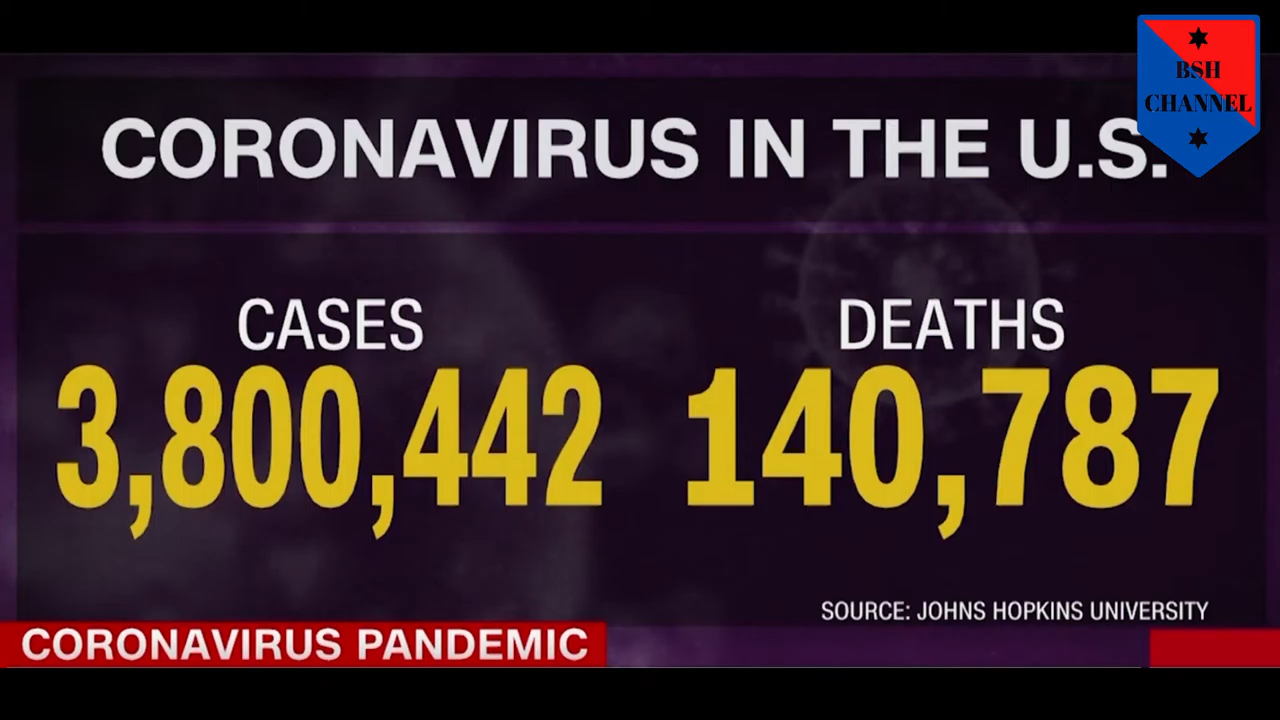 BSH
CHANNEL
CORONAVIRUS IN THE U.S.
CASES DEATHS
3,800,442 140,787
SOURCE: JOHNS HOPKINS UNIVERSITY
CORONAVIRUS PANDEMIC